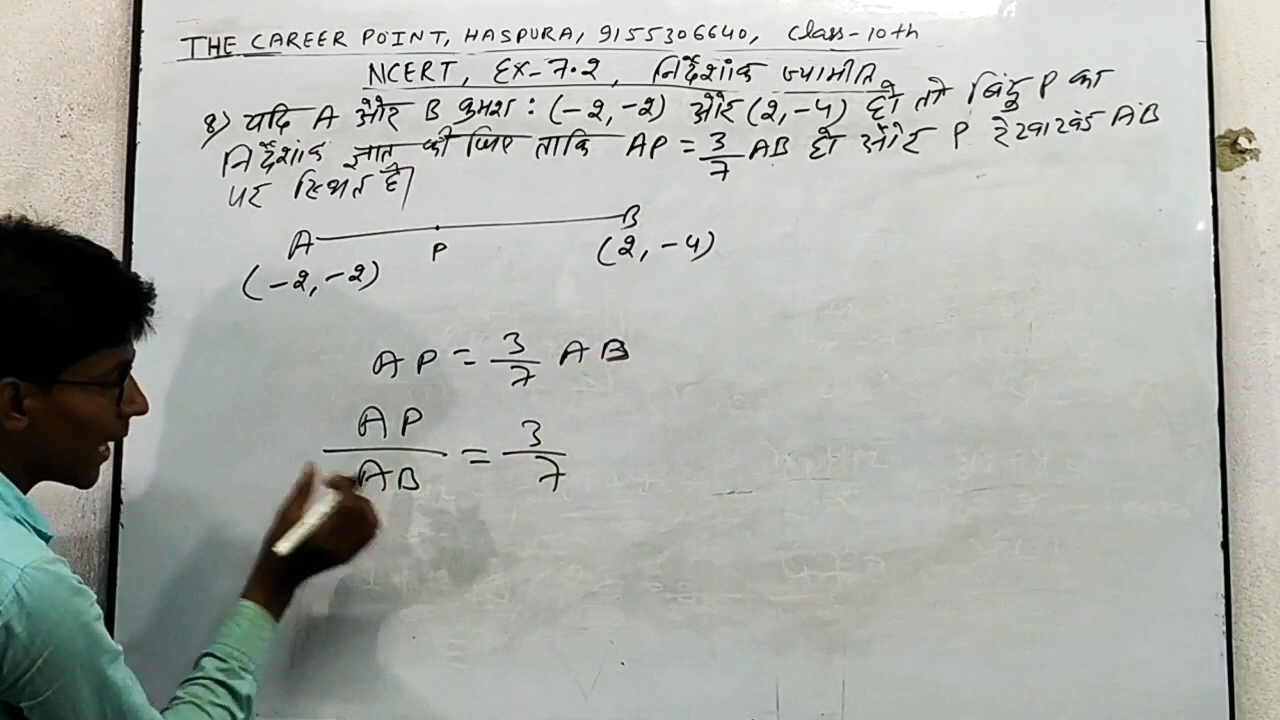 THE CAREER POINT, HASPURA, 9155306640, Class-10th
NCERT, EX-7.2, निर्देशांक ज्यामीति
8) यदि A और B क्रमश: (-2, -2) और (2, -4) हो तो बिंदु P का
निर्देशांक ज्ञात कीजिए ताकि AP = 3/7 AB हो और P रेखाखंड AB
पर स्थित है।
A P B
(-2, -2) (2, -4)
AP = 3/7 AB
AP/AB = 3/7